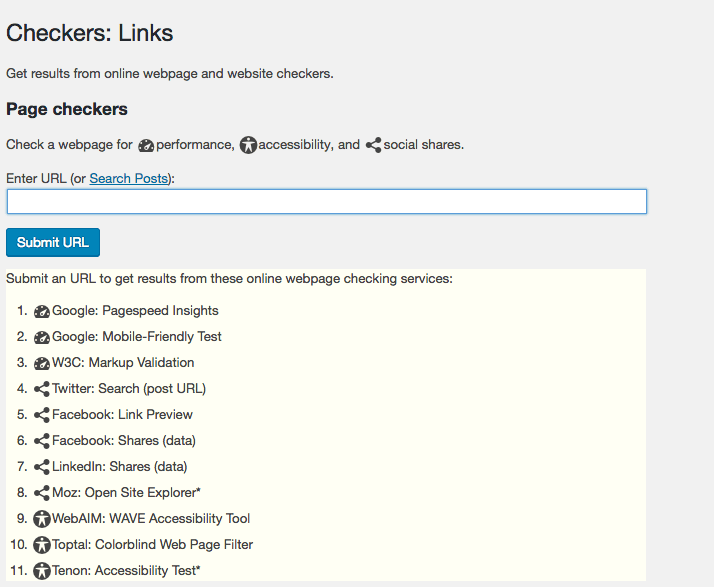 Checkers: Links
Get results from online webpage and website checkers.
Page checkers
Check a webpage for performance, accessibility, and social shares.
Enter URL (or Search Posts):
Submit URL
Submit an URL to get results from these online webpage checking services:
1. Google: Pagespeed Insights
2. Google: Mobile-Friendly Test
3. W3C: Markup Validation
4. Twitter: Search (post URL)
5. Facebook: Link Preview
6. Facebook: Shares (data)
7. LinkedIn: Shares (data)
8. Moz: Open Site Explorer*
9. WebAIM: WAVE Accessibility Tool
10. Toptal: Colorblind Web Page Filter
11. Tenon: Accessibility Test*